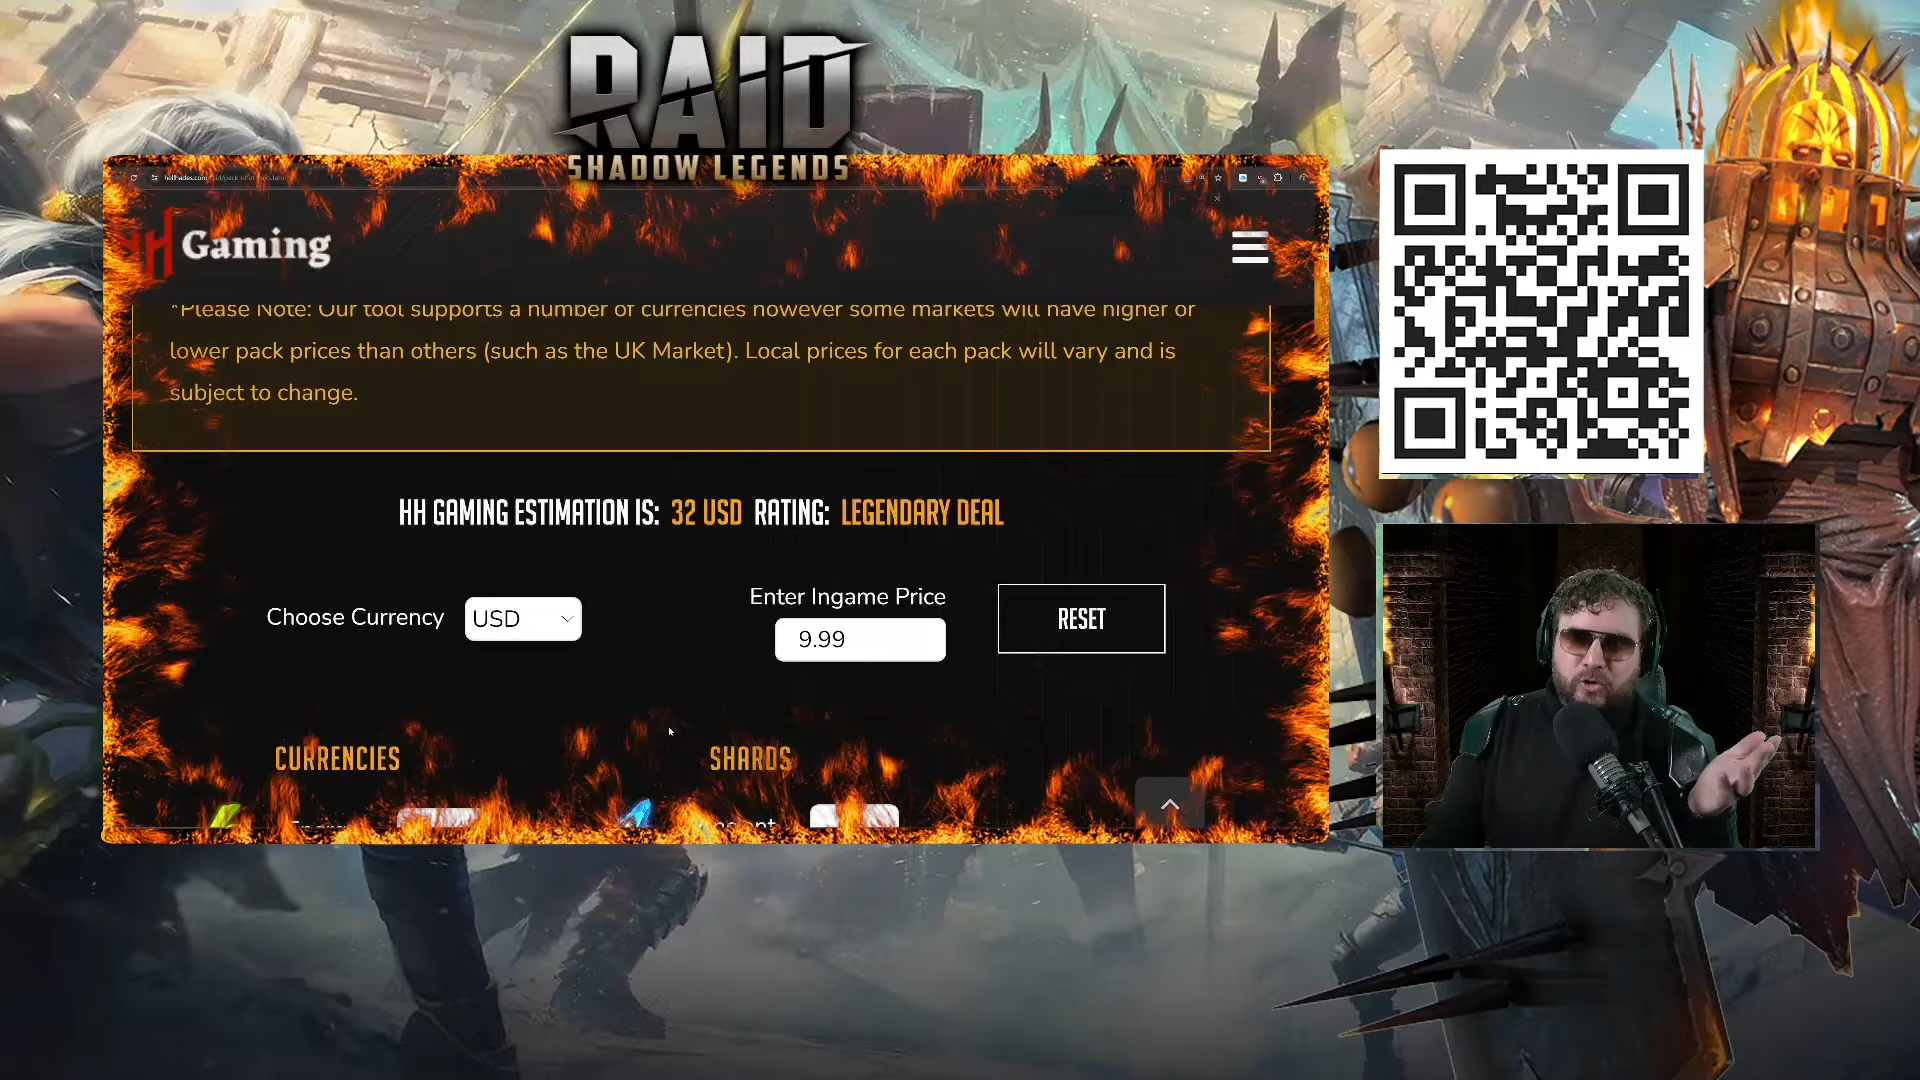 RAID
SHADOW LEGENDS
hellhades.com
HH Gaming
*Please Note: Our tool supports a number of currencies however some markets will have higher or
lower pack prices than others (such as the UK Market). Local prices for each pack will vary and is
subject to change.
HH GAMING ESTIMATION IS: 32 USD RATING: LEGENDARY DEAL
Choose Currency USD
Enter Ingame Price
9.99
RESET
CURRENCIES
SHARDS